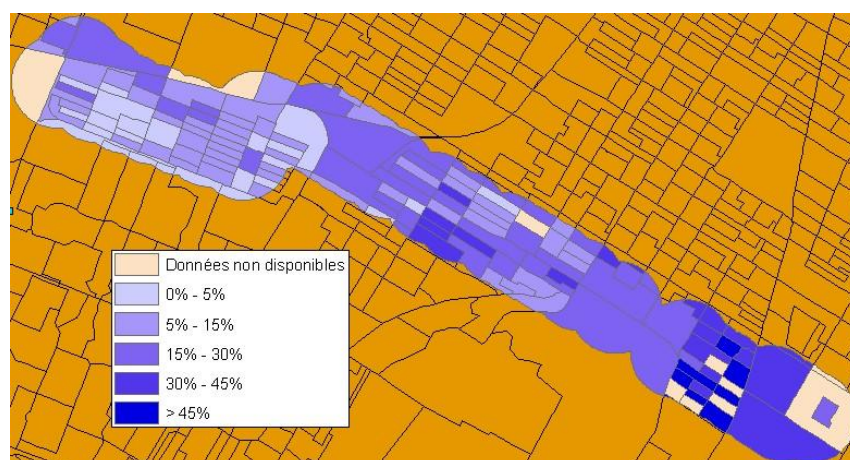 Données non disponibles
0% - 5%
5% - 15%
15% - 30%
30% - 45%
> 45%